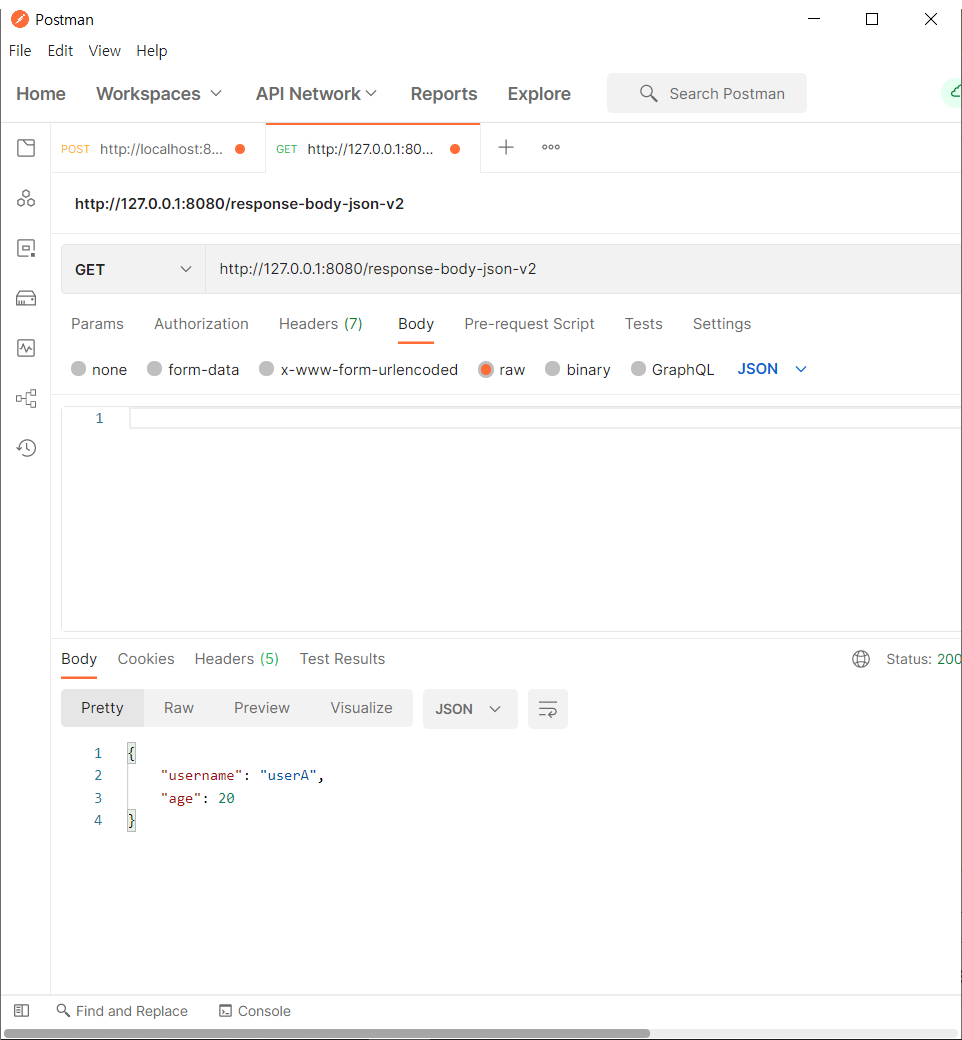 Postman
File Edit View Help
Home Workspaces API Network Reports Explore Search Postman
POST http://localhost:8... GET http://127.0.0.1:80...
http://127.0.0.1:8080/response-body-json-v2
GET http://127.0.0.1:8080/response-body-json-v2
Params Authorization Headers (7) Body Pre-request Script Tests Settings
none form-data x-www-form-urlencoded raw binary GraphQL JSON
1
Body Cookies Headers (5) Test Results Status: 200
Pretty Raw Preview Visualize JSON
1 {
2 "username": "userA",
3 "age": 20
4 }
Find and Replace Console